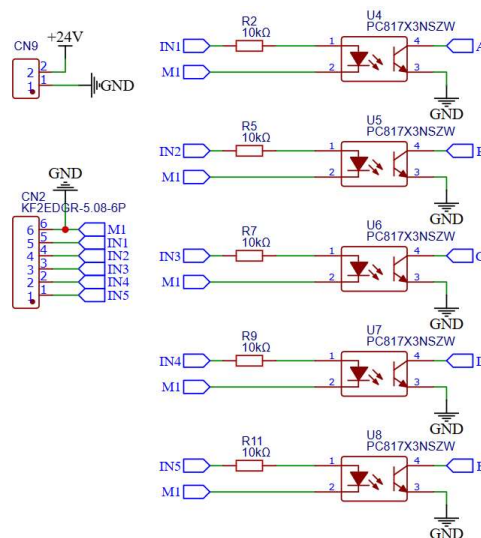 CN9
+24V
2
2
1
1
GND
GND
CN2
KF2EDGR-5.08-6P
6
6
M1
5
5
IN1
4
4
IN2
3
3
IN3
2
2
IN4
1
1
IN5
R2
10kΩ
U4
PC817X3NSZW
IN1
1
4
M1
2
3
GND
R5
10kΩ
U5
PC817X3NSZW
IN2
1
4
M1
2
3
GND
R7
10kΩ
U6
PC817X3NSZW
IN3
1
4
M1
2
3
GND
R9
10kΩ
U7
PC817X3NSZW
IN4
1
4
M1
2
3
GND
R11
10kΩ
U8
PC817X3NSZW
IN5
1
4
M1
2
3
GND